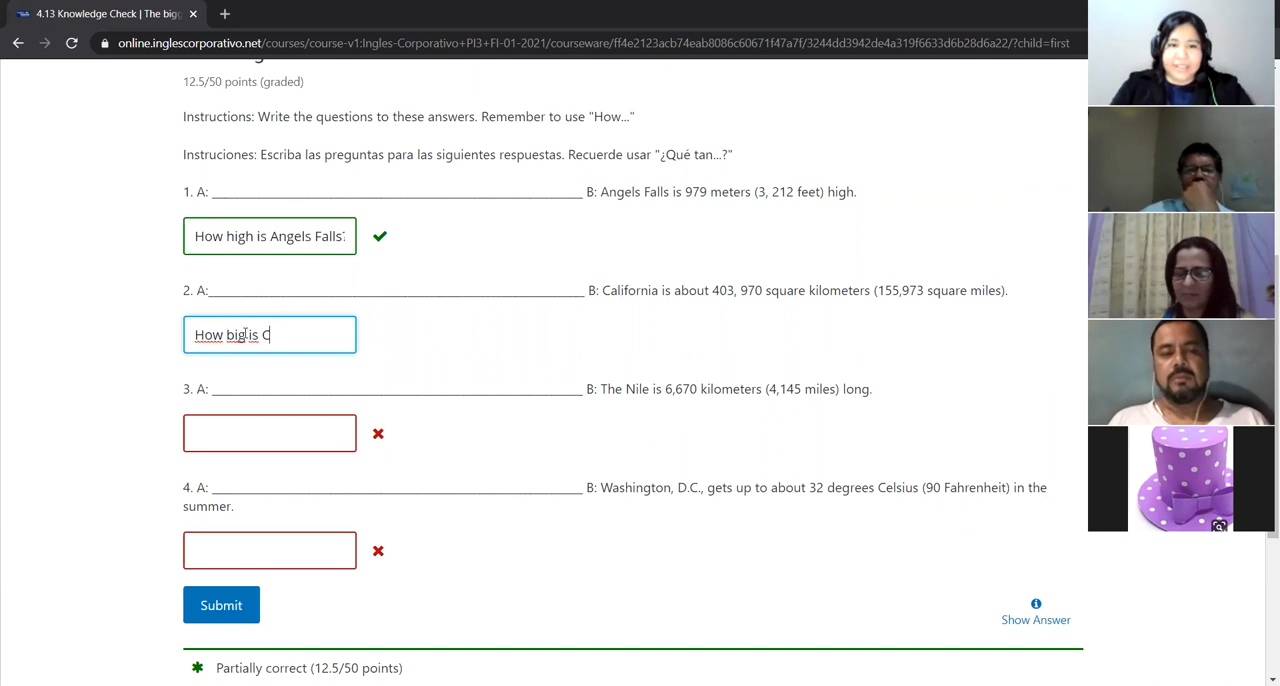 4.13 Knowledge Check | The bigg
online.inglescorporativo.net/courses/course-v1:Ingles-Corporativo+PI3+FI-01-2021/courseware/ff4e2123acb74eab8086c60671f47a7f/3244dd3942de4a319f6633d6b28d6a22/?child=first
12.5/50 points (graded)
Instructions: Write the questions to these answers. Remember to use "How..."
Instruciones: Escriba las preguntas para las siguientes respuestas. Recuerde usar "¿Qué tan...?"
1. A: ______________________________________________ B: Angels Falls is 979 meters (3, 212 feet) high.
How high is Angels Falls?
2. A:______________________________________________ B: California is about 403, 970 square kilometers (155,973 square miles).
How big is C
3. A: ______________________________________________ B: The Nile is 6,670 kilometers (4,145 miles) long.
4. A: ______________________________________________ B: Washington, D.C., gets up to about 32 degrees Celsius (90 Fahrenheit) in the
summer.
Submit
Show Answer
Partially correct (12.5/50 points)